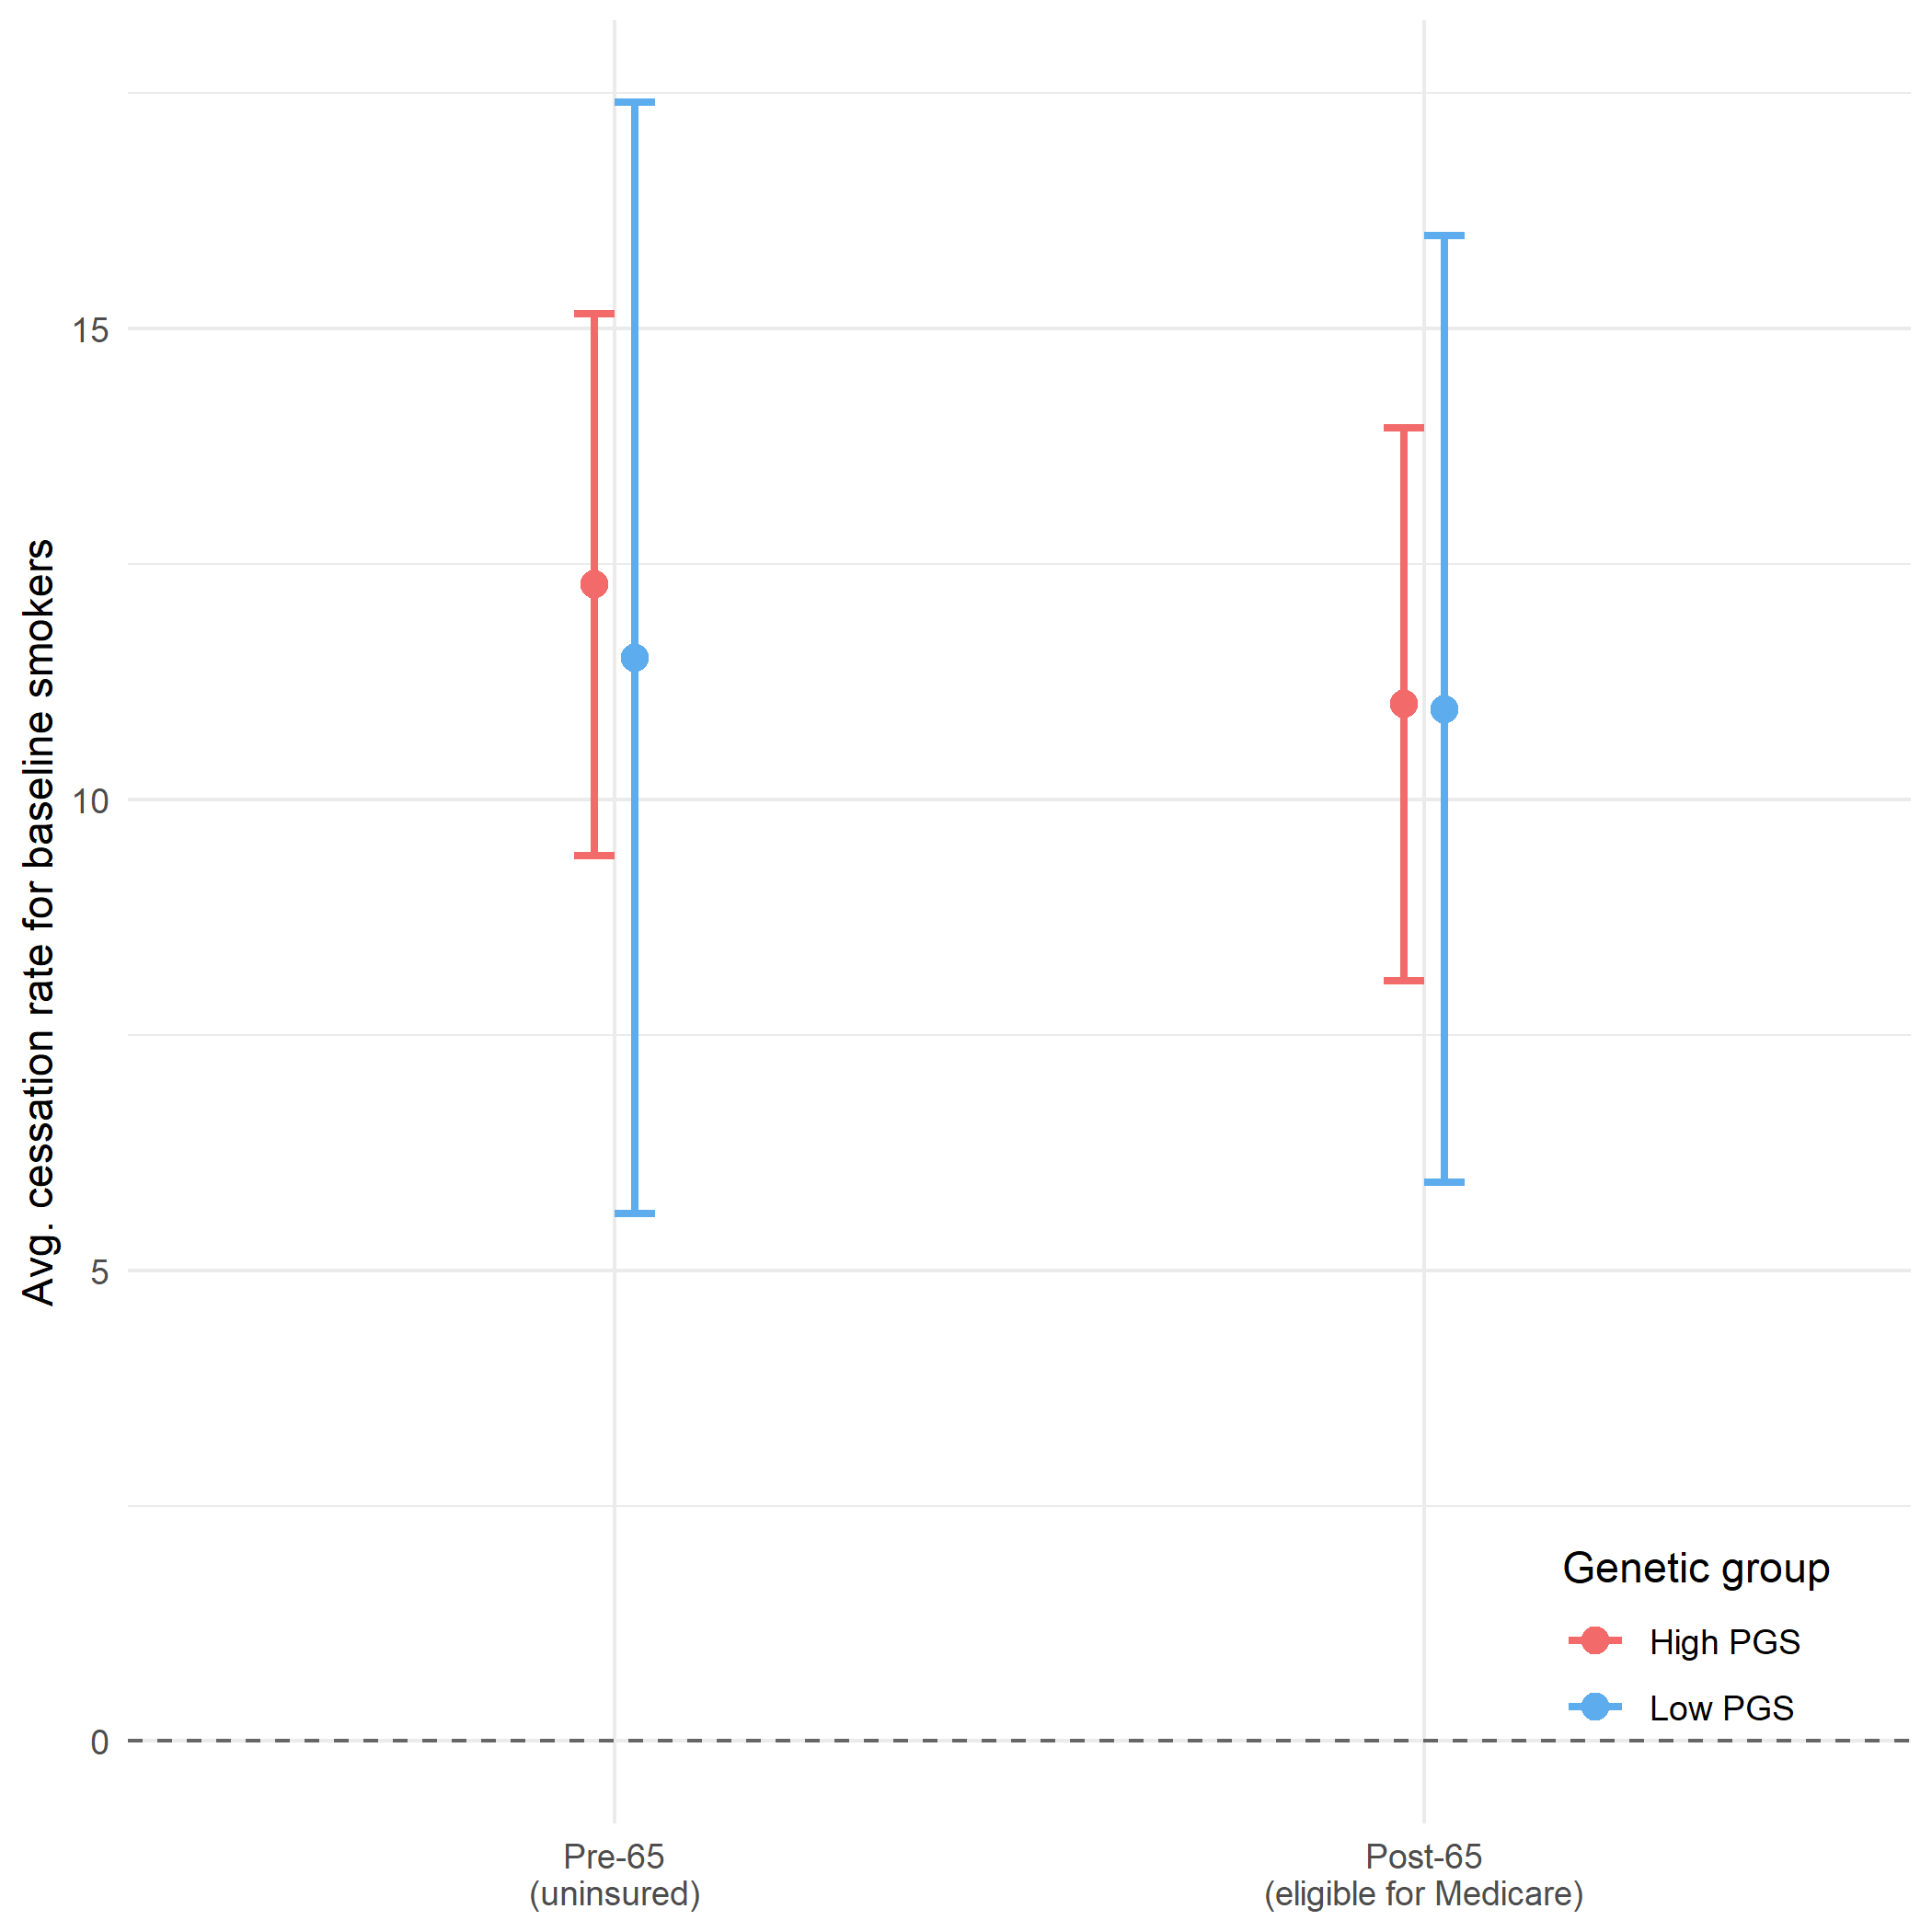 Avg. cessation rate for baseline smokers
15
10
5
0
Genetic group
High PGS
Low PGS
Pre-65
(uninsured)
Post-65
(eligible for Medicare)